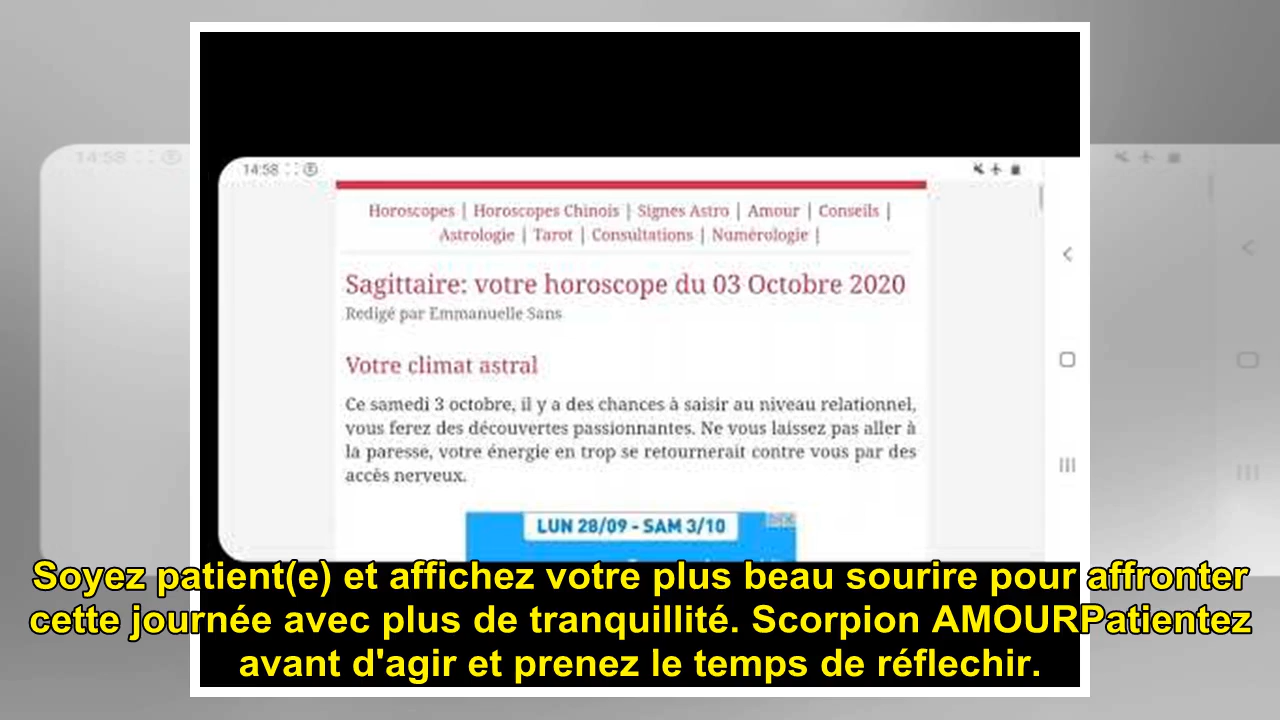 14:58
Horoscopes | Horoscopes Chinois | Signes Astro | Amour | Conseils |
Astrologie | Tarot | Consultations | Numérologie |
Sagittaire: votre horoscope du 03 Octobre 2020
Redigé par Emmanuelle Sans
Votre climat astral
Ce samedi 3 octobre, il y a des chances à saisir au niveau relationnel,
vous ferez des découvertes passionnantes. Ne vous laissez pas aller à
la paresse, votre énergie en trop se retournerait contre vous par des
accès nerveux.
LUN 28/09 - SAM 3/10
Soyez patient(e) et affichez votre plus beau sourire pour affronter
cette journée avec plus de tranquillité. Scorpion AMOURPatientez
avant d'agir et prenez le temps de réflechir.